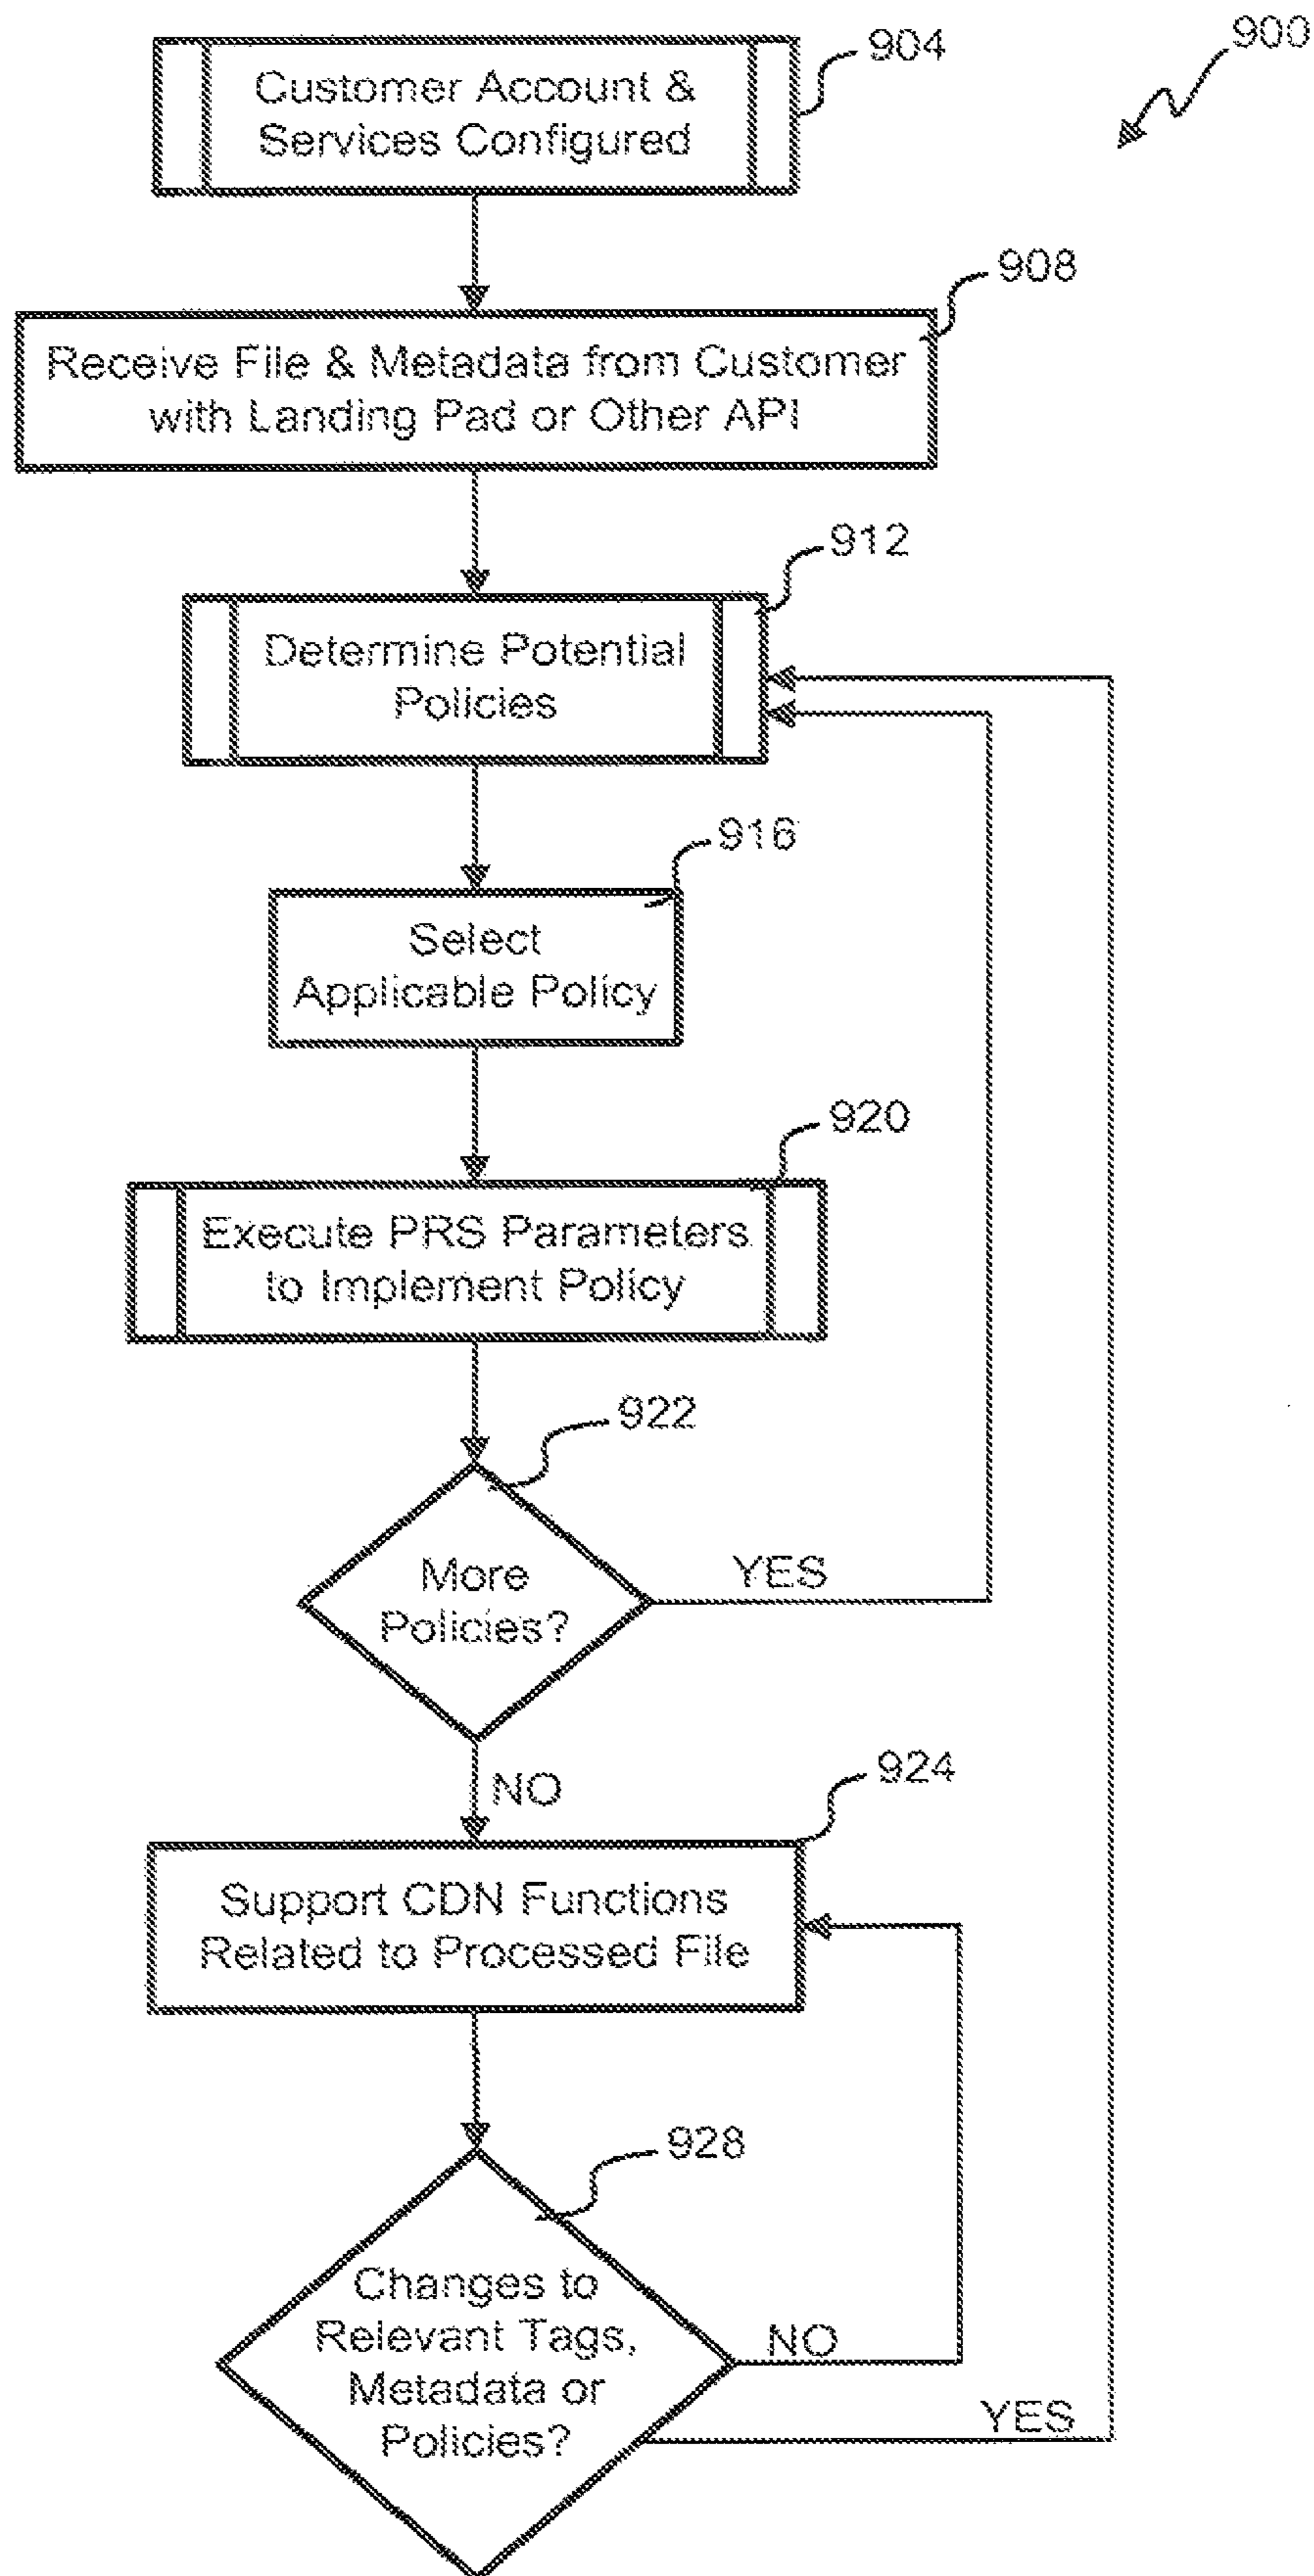 900
904
Customer Account &
Services Configured
908
Receive File & Metadata from Customer
with Landing Pad or Other API
912
Determine Potential
Policies
916
Select
Applicable Policy
920
Execute PRS Parameters
to Implement Policy
922
More
Policies?
YES
NO
924
Support CDN Functions
Related to Processed File
928
Changes to
Relevant Tags,
Metadata or
Policies?
NO
YES